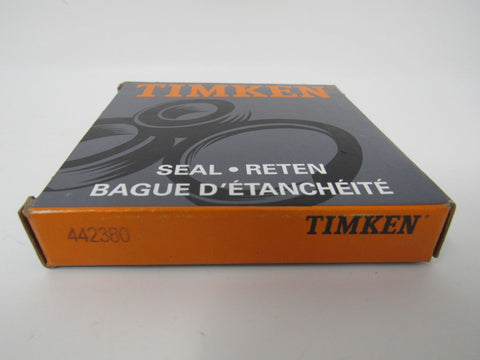 TIMKEN
SEAL • RETEN
BAGUE D'ÉTANCHÉITÉ
442380
TIMKEN®